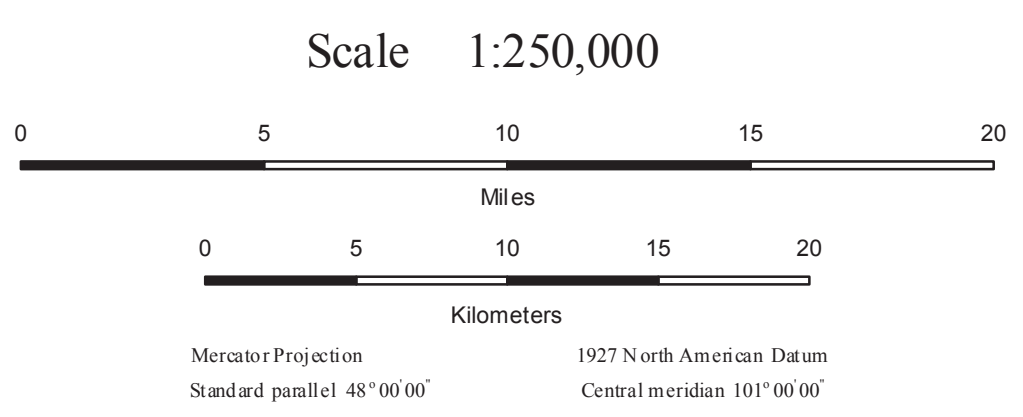 Scale 1:250,000
0 5 10 15 20
Miles
0 5 10 15 20
Kilometers
Mercator Projection 1927 North American Datum
Standard parallel 48°00'00" Central meridian 101°00'00"